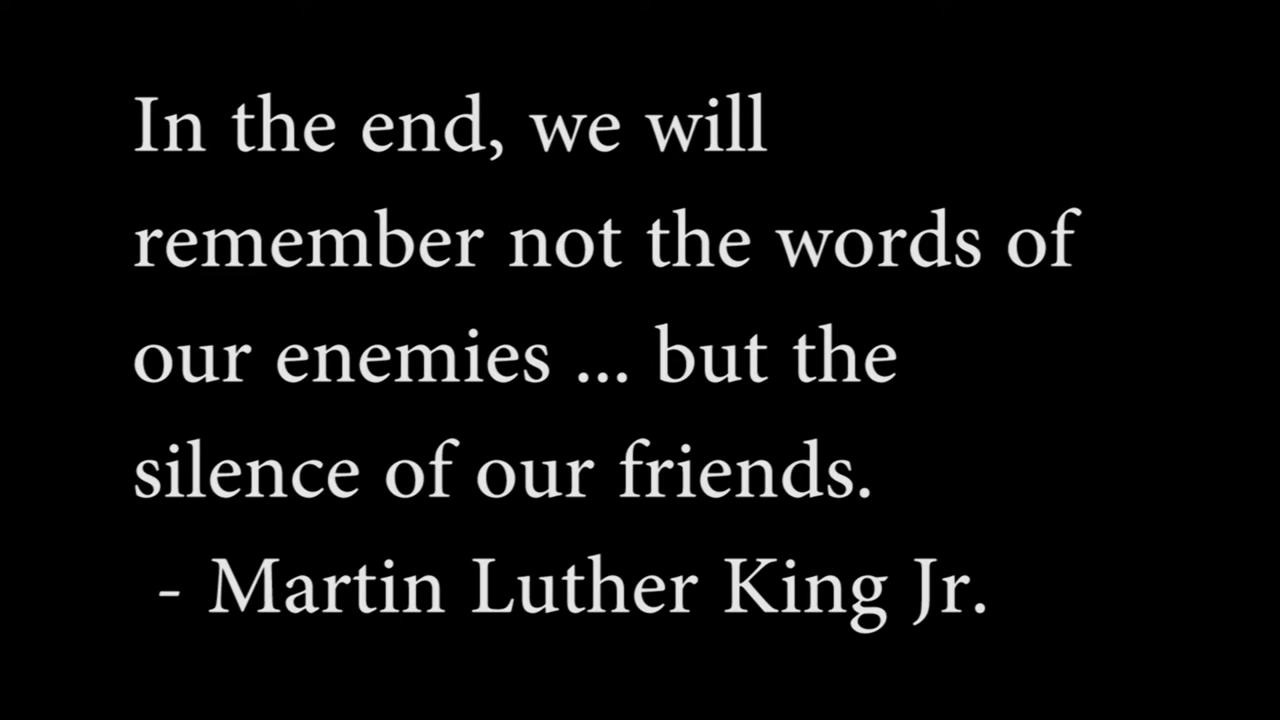 In the end, we will
remember not the words of
our enemies ... but the
silence of our friends.
- Martin Luther King Jr.